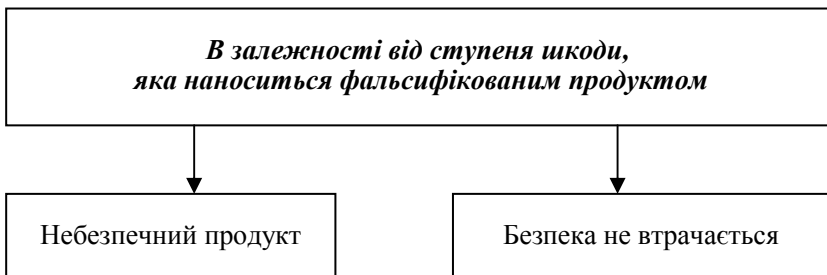 В залежності від ступеня шкоди,
яка наноситься фальсифікованим продуктом
Небезпечний продукт
Безпека не втрачається